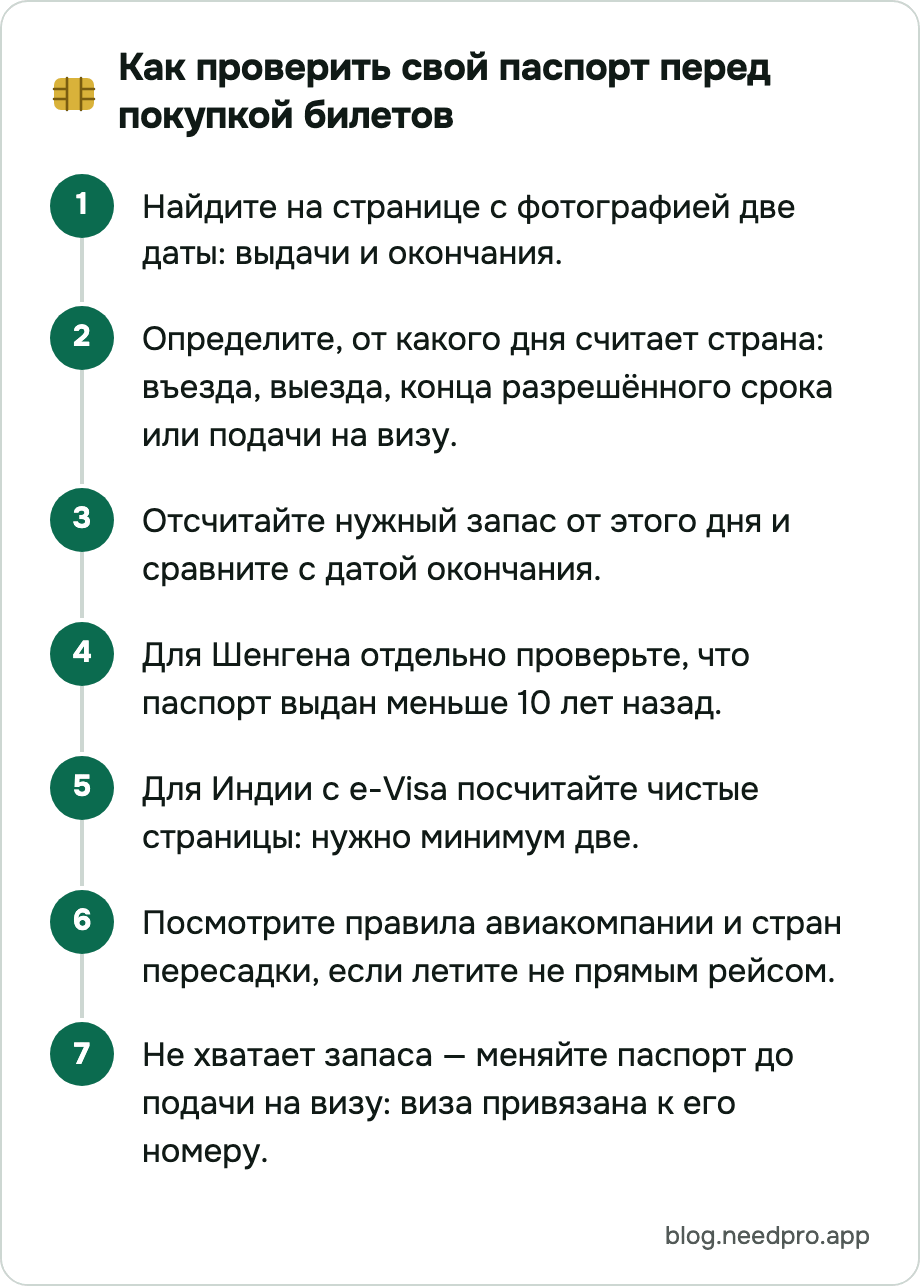 Как проверить свой паспорт перед
покупкой билетов
1
Найдите на странице с фотографией две
даты: выдачи и окончания.
2
Определите, от какого дня считает страна:
въезда, выезда, конца разрешённого срока
или подачи на визу.
3
Отсчитайте нужный запас от этого дня и
сравните с датой окончания.
4
Для Шенгена отдельно проверьте, что
паспорт выдан меньше 10 лет назад.
5
Для Индии с e-Visa посчитайте чистые
страницы: нужно минимум две.
6
Посмотрите правила авиакомпании и стран
пересадки, если летите не прямым рейсом.
7
Не хватает запаса — меняйте паспорт до
подачи на визу: виза привязана к его
номеру.
blog.needpro.app